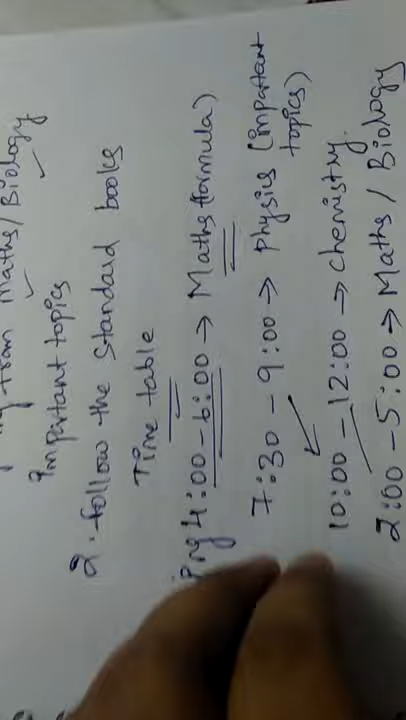 from Maths/Biology
Important topics
2. follow the standard books
Time table
4:00-6:00 → Maths (formula)
7:30-9:00 → Physics (important
topics)
10:00-12:00 → chemistry.
2:00-5:00 → Maths / Biology